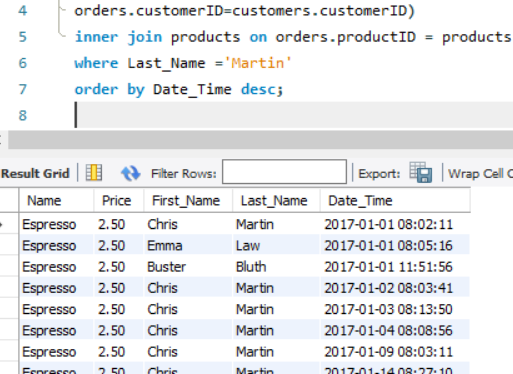 4 orders.customerID=customers.customerID)
5 inner join products on orders.productID = products
6 where Last_Name ='Martin'
7 order by Date_Time desc;
8
Result Grid Filter Rows: Export: Wrap Cell C
Name Price First_Name Last_Name Date_Time
Espresso 2.50 Chris Martin 2017-01-01 08:02:11
Espresso 2.50 Emma Law 2017-01-01 08:05:16
Espresso 2.50 Buster Bluth 2017-01-01 11:51:56
Espresso 2.50 Chris Martin 2017-01-02 08:03:41
Espresso 2.50 Chris Martin 2017-01-03 08:13:50
Espresso 2.50 Chris Martin 2017-01-04 08:08:56
Espresso 2.50 Chris Martin 2017-01-09 08:03:11
Espresso 2.50 Chris Martin 2017-01-14 08:27:10